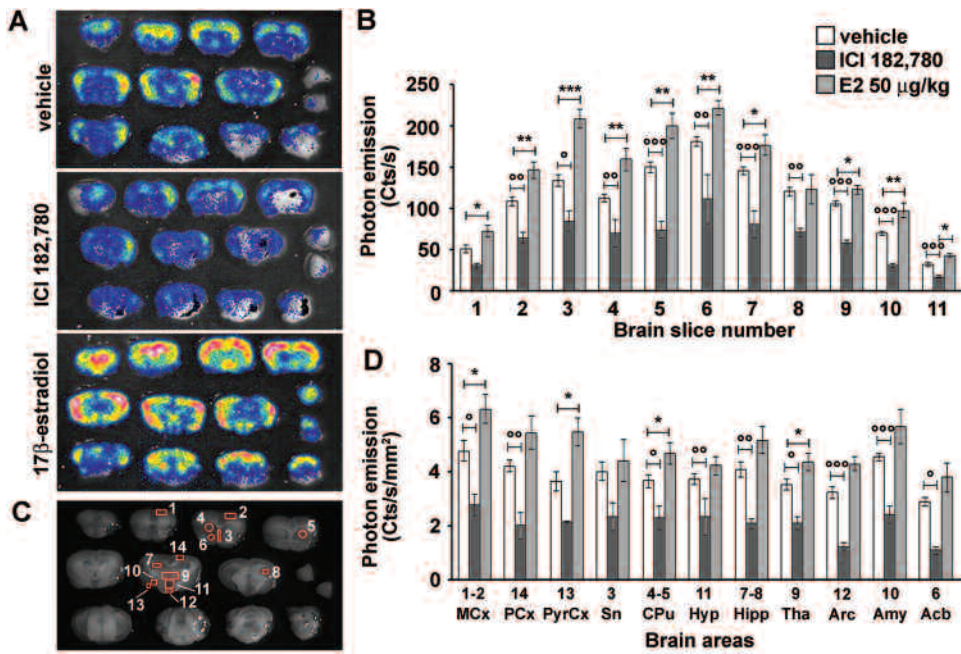 A
vehicle
ICI 182,780
17β-estradiol
B
vehicle
ICI 182,780
E2 50 μg/kg
Photon emission
(Cts/s)
250
200
150
100
50
0
* ** *** ** ** ** * * ** *
°° ° °° °°° °° °°° °° °°° °°° °°°
1 2 3 4 5 6 7 8 9 10 11
Brain slice number
C
1
2
3
4
5
6
7
8
9
10
11
12
13
14
D
Photon emission
(Cts/s/mm²)
8
6
4
2
0
* * * *
° °° ° °° °° ° °°° °°° °
1-2 14 13 3 4-5 11 7-8 9 12 10 6
MCx PCx PyrCx Sn CPu Hyp Hipp Tha Arc Amy Acb
Brain areas